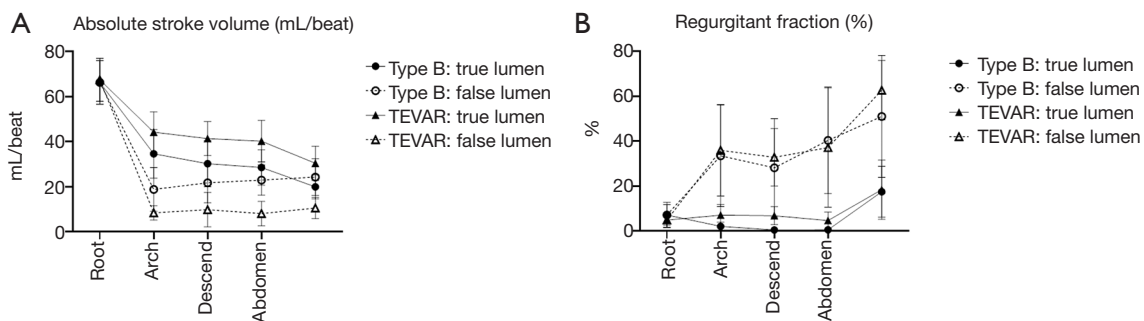 A
Absolute stroke volume (mL/beat)
80
60
40
20
0
mL/beat
Root
Arch
Descend
Abdomen
Type B: true lumen
Type B: false lumen
TEVAR: true lumen
TEVAR: false lumen
B
Regurgitant fraction (%)
80
60
40
20
0
%
Root
Arch
Descend
Abdomen
Type B: true lumen
Type B: false lumen
TEVAR: true lumen
TEVAR: false lumen